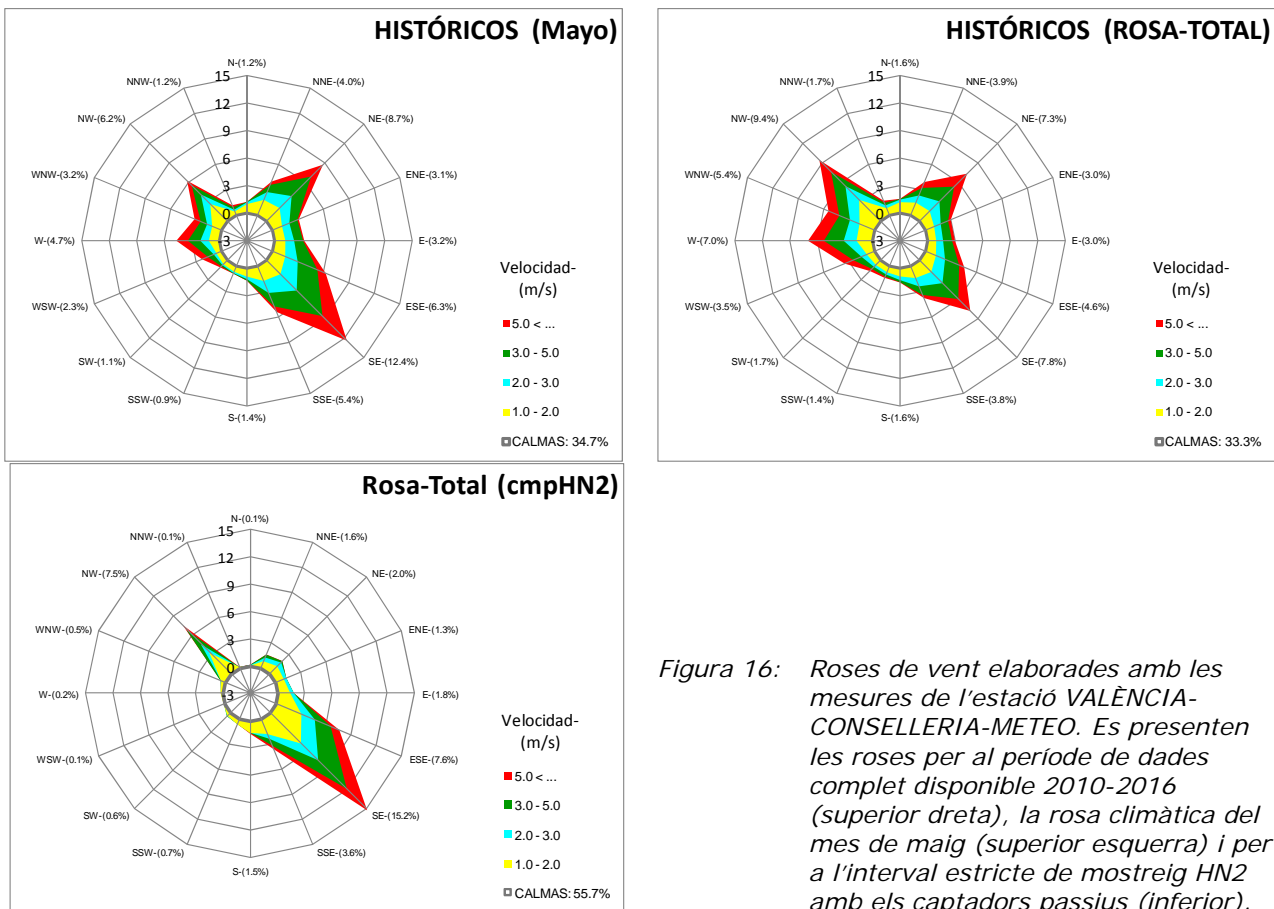 HISTÓRICOS (Mayo)
N-(1.2%)
NNW-(1.2%)
NNE-(4.0%)
NW-(6.2%)
NE-(8.7%)
WNW-(3.2%)
ENE-(3.1%)
W-(4.7%)
E-(3.2%)
WSW-(2.3%)
ESE-(6.3%)
SW-(1.1%)
SE-(12.4%)
SSW-(0.9%)
SSE-(5.4%)
S-(1.4%)
15
12
9
6
3
0
-3
Velocidad-
(m/s)
5.0 < ...
3.0 - 5.0
2.0 - 3.0
1.0 - 2.0
CALMAS: 34.7%
HISTÓRICOS (ROSA-TOTAL)
N-(1.6%)
NNW-(1.7%)
NNE-(3.9%)
NW-(9.4%)
NE-(7.3%)
WNW-(5.4%)
ENE-(3.0%)
W-(7.0%)
E-(3.0%)
WSW-(3.5%)
ESE-(4.6%)
SW-(1.7%)
SE-(7.8%)
SSW-(1.4%)
SSE-(3.8%)
S-(1.6%)
15
12
9
6
3
0
-3
Velocidad-
(m/s)
5.0 < ...
3.0 - 5.0
2.0 - 3.0
1.0 - 2.0
CALMAS: 33.3%
Rosa-Total (cmpHN2)
N-(0.1%)
NNW-(0.1%)
NNE-(1.6%)
NW-(7.5%)
NE-(2.0%)
WNW-(0.5%)
ENE-(1.3%)
W-(0.2%)
E-(1.8%)
WSW-(0.1%)
ESE-(7.6%)
SW-(0.6%)
SE-(15.2%)
SSW-(0.7%)
SSE-(3.6%)
S-(1.5%)
15
12
9
6
3
0
-3
Velocidad-
(m/s)
5.0 < ...
3.0 - 5.0
2.0 - 3.0
1.0 - 2.0
CALMAS: 55.7%
Figura 16: Roses de vent elaborades amb les
mesures de l'estació VALÈNCIA-
CONSELLERIA-METEO. Es presenten
les roses per al període de dades
complet disponible 2010-2016
(superior dreta), la rosa climàtica del
mes de maig (superior esquerra) i per
a l'interval estricte de mostreig HN2
amb els captadors passius (inferior).